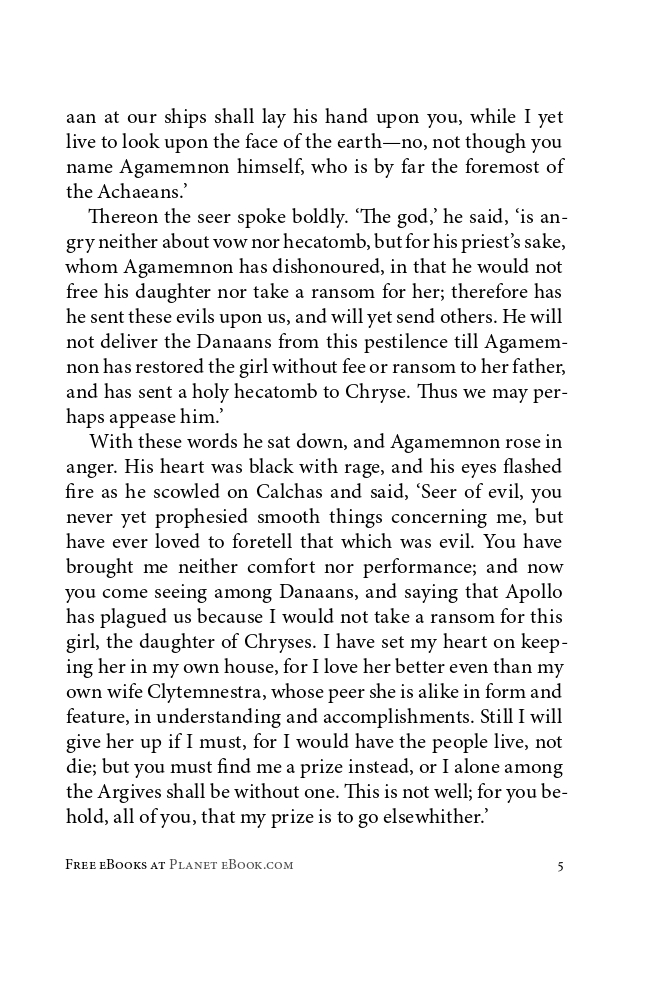 aan at our ships shall lay his hand upon you, while I yet
live to look upon the face of the earth—no, not though you
name Agamemnon himself, who is by far the foremost of
the Achaeans.’
Thereon the seer spoke boldly. ‘The god,’ he said, ‘is an-
gry neither about vow nor hecatomb, but for his priest’s sake,
whom Agamemnon has dishonoured, in that he would not
free his daughter nor take a ransom for her; therefore has
he sent these evils upon us, and will yet send others. He will
not deliver the Danaans from this pestilence till Agamem-
non has restored the girl without fee or ransom to her father,
and has sent a holy hecatomb to Chryse. Thus we may per-
haps appease him.’
With these words he sat down, and Agamemnon rose in
anger. His heart was black with rage, and his eyes flashed
fire as he scowled on Calchas and said, ‘Seer of evil, you
never yet prophesied smooth things concerning me, but
have ever loved to foretell that which was evil. You have
brought me neither comfort nor performance; and now
you come seeing among Danaans, and saying that Apollo
has plagued us because I would not take a ransom for this
girl, the daughter of Chryses. I have set my heart on keep-
ing her in my own house, for I love her better even than my
own wife Clytemnestra, whose peer she is alike in form and
feature, in understanding and accomplishments. Still I will
give her up if I must, for I would have the people live, not
die; but you must find me a prize instead, or I alone among
the Argives shall be without one. This is not well; for you be-
hold, all of you, that my prize is to go elsewhither.’
Free eBooks at Planet eBook.com 5